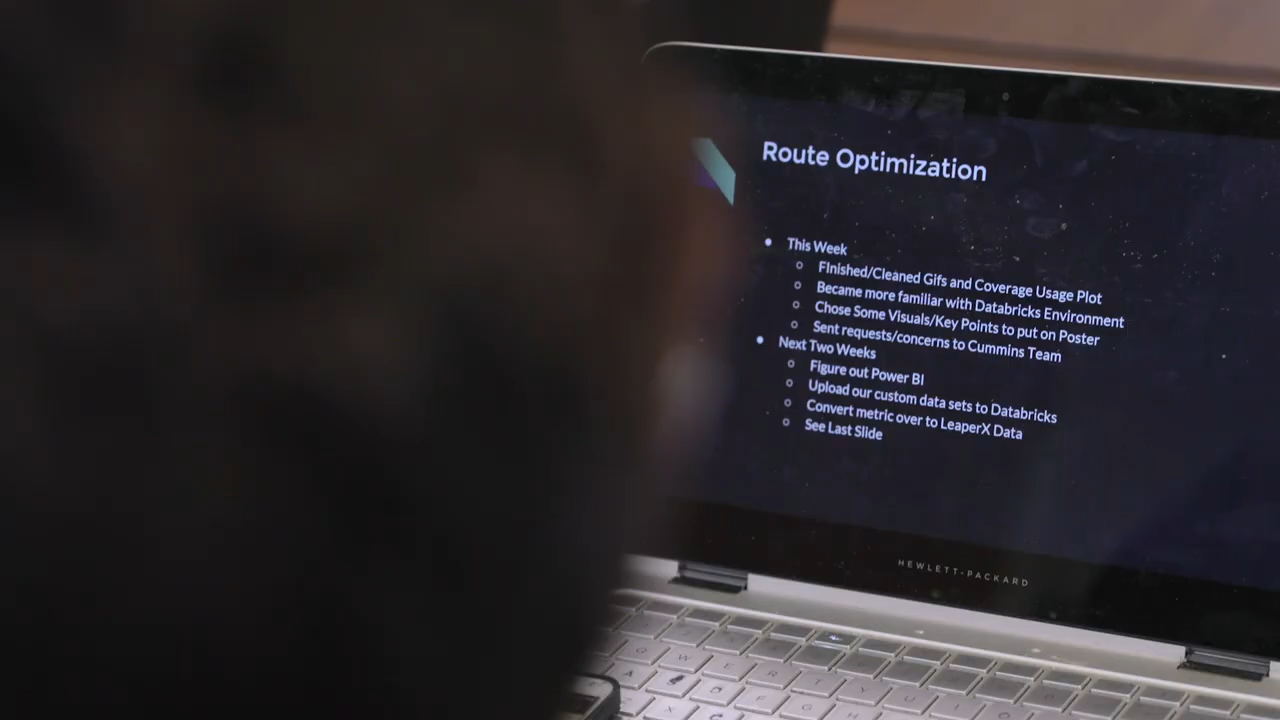 Route Optimization
This Week
FInished/Cleaned Gifs and Coverage Usage Plot
Became more familiar with Databricks Environment
Chose Some Visuals/Key Points to put on Poster
Sent requests/concerns to Cummins Team
Next Two Weeks
Figure out Power BI
Upload our custom data sets to Databricks
Convert metric over to LeaperX Data
See Last Slide
HEWLETT-PACKARD
Q W E R T Y U I O
A